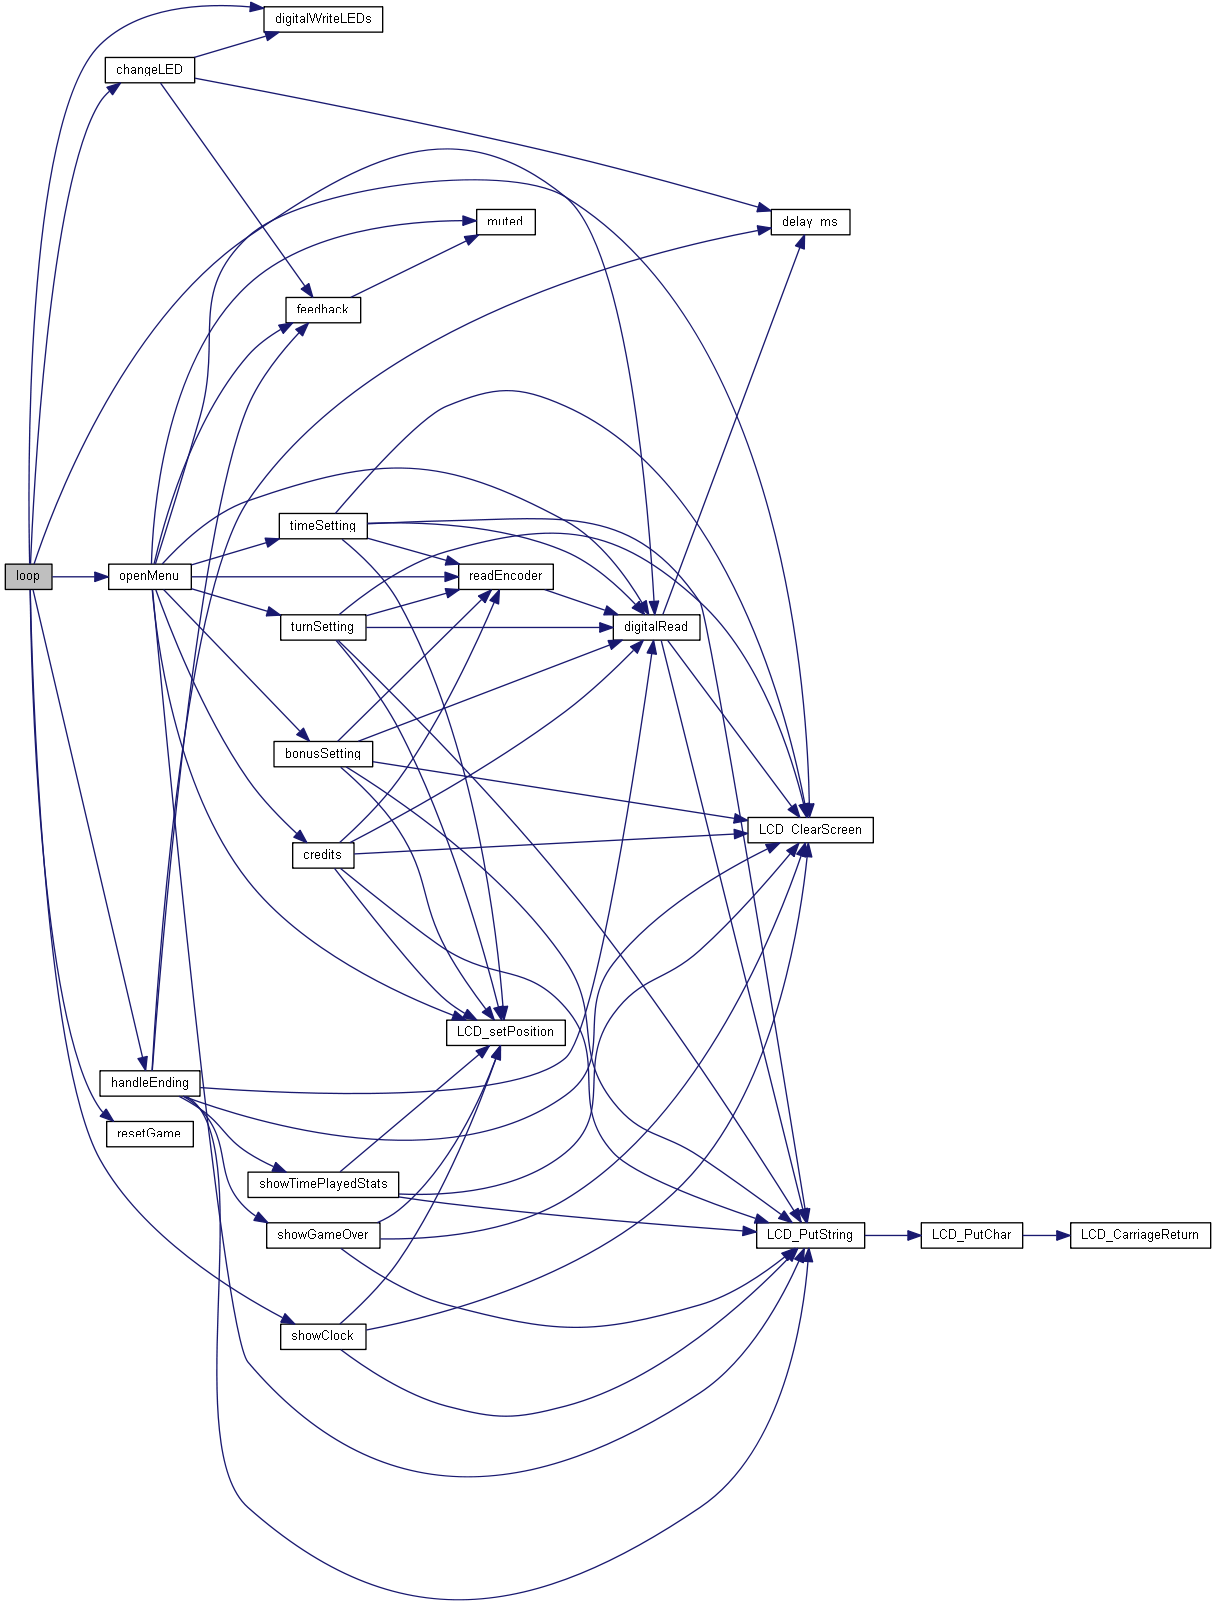 digitalWriteLEDs
changeLED
muted
delay_ms
feedback
timeSetting
loop
openMenu
readEncoder
turnSetting
digitalRead
bonusSetting
LCD_ClearScreen
credits
LCD_setPosition
handleEnding
resetGame
showTimePlayedStats
showGameOver
LCD_PutString
LCD_PutChar
LCD_CarriageReturn
showClock